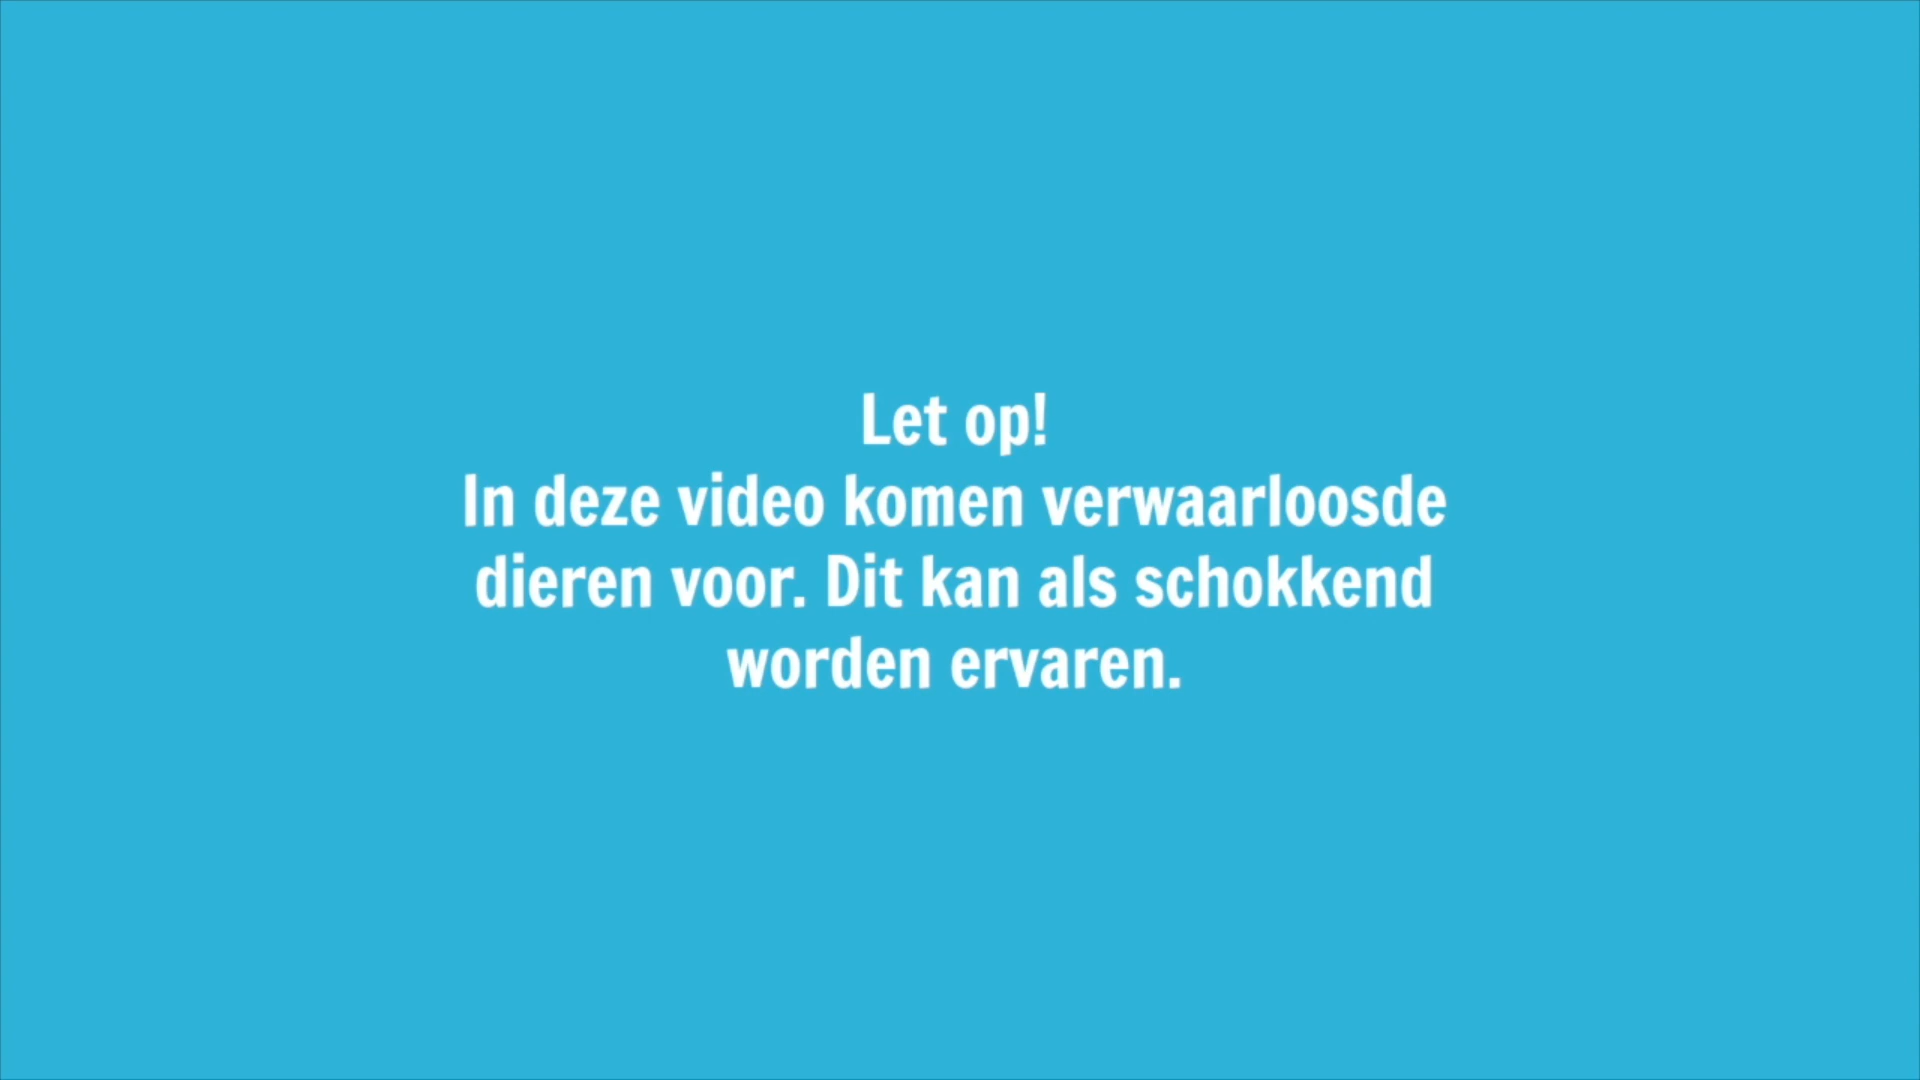 Let op!
In deze video komen verwaarloosde
dieren voor. Dit kan als schokkend
worden ervaren.